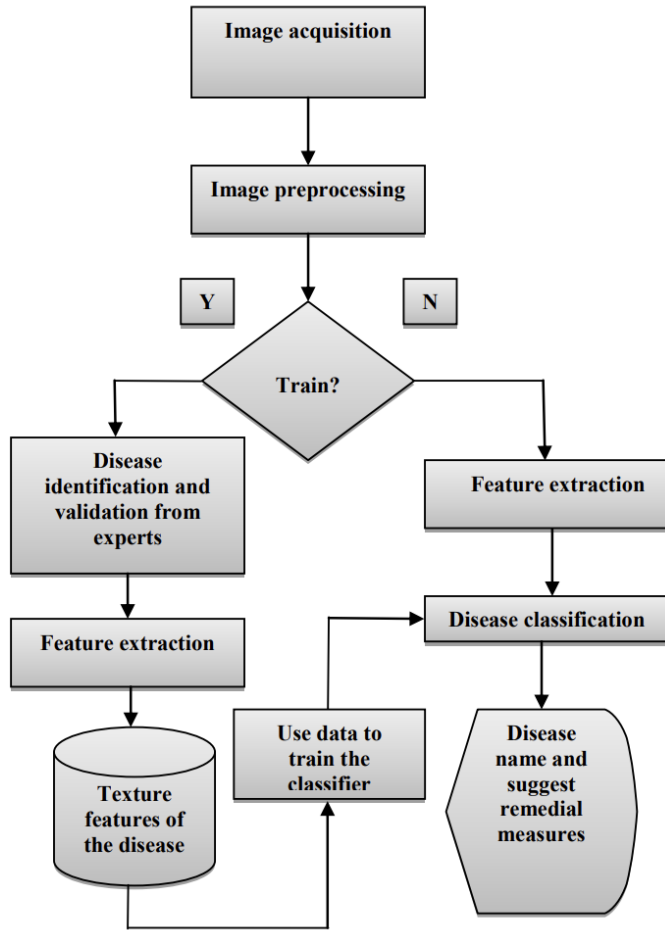 Image acquisition
Image preprocessing
Y
N
Train?
Disease
identification and
validation from
experts
Feature extraction
Feature extraction
Disease classification
Texture
features of
the disease
Use data to
train the
classifier
Disease
name and
suggest
remedial
measures